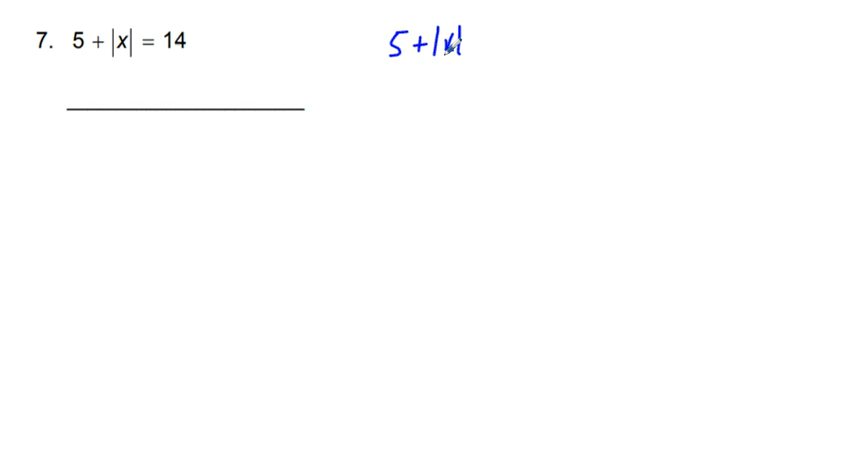 7. 5 + |x| = 14 5 + |x|